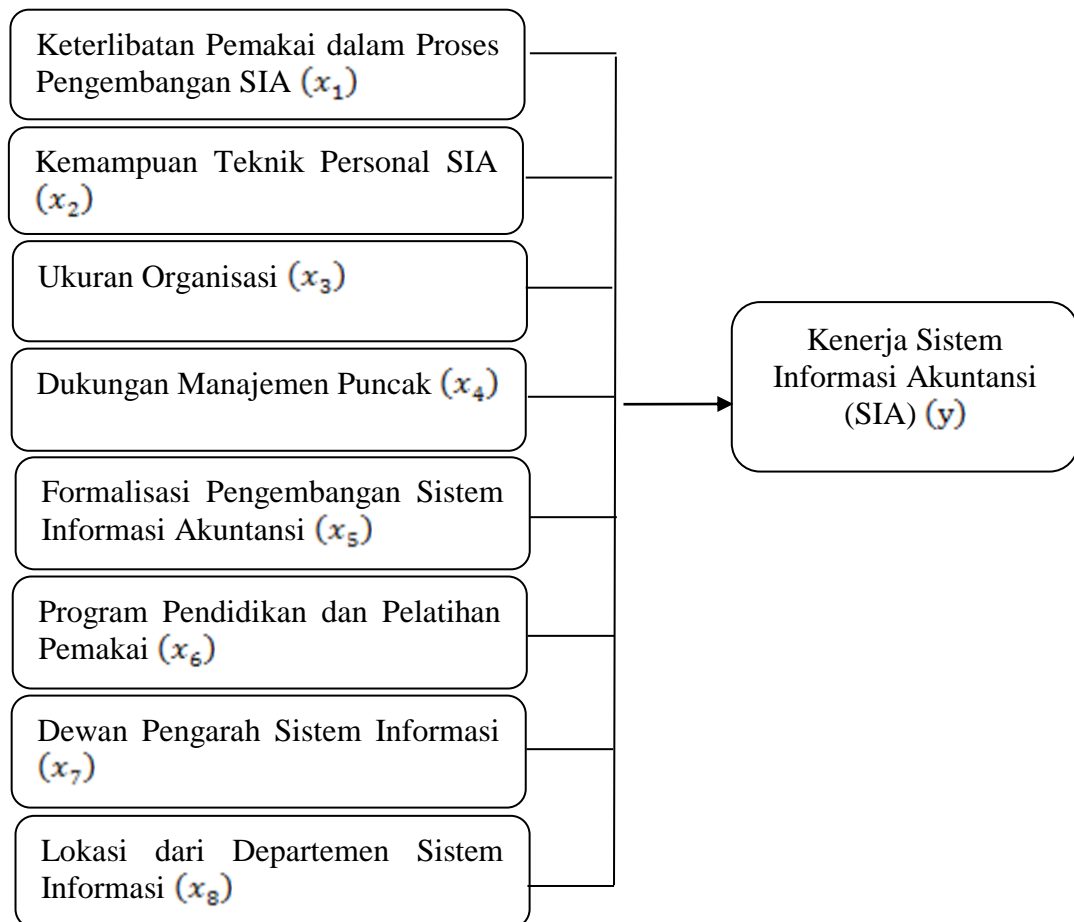 Keterlibatan Pemakai dalam Proses
Pengembangan SIA (x₁)
Kemampuan Teknik Personal SIA
(x₂)
Ukuran Organisasi (x₃)
Dukungan Manajemen Puncak (x₄)
Formalisasi Pengembangan Sistem
Informasi Akuntansi (x₅)
Program Pendidikan dan Pelatihan
Pemakai (x₆)
Dewan Pengarah Sistem Informasi
(x₇)
Lokasi dari Departemen Sistem
Informasi (x₈)
Kenerja Sistem
Informasi Akuntansi
(SIA) (y)